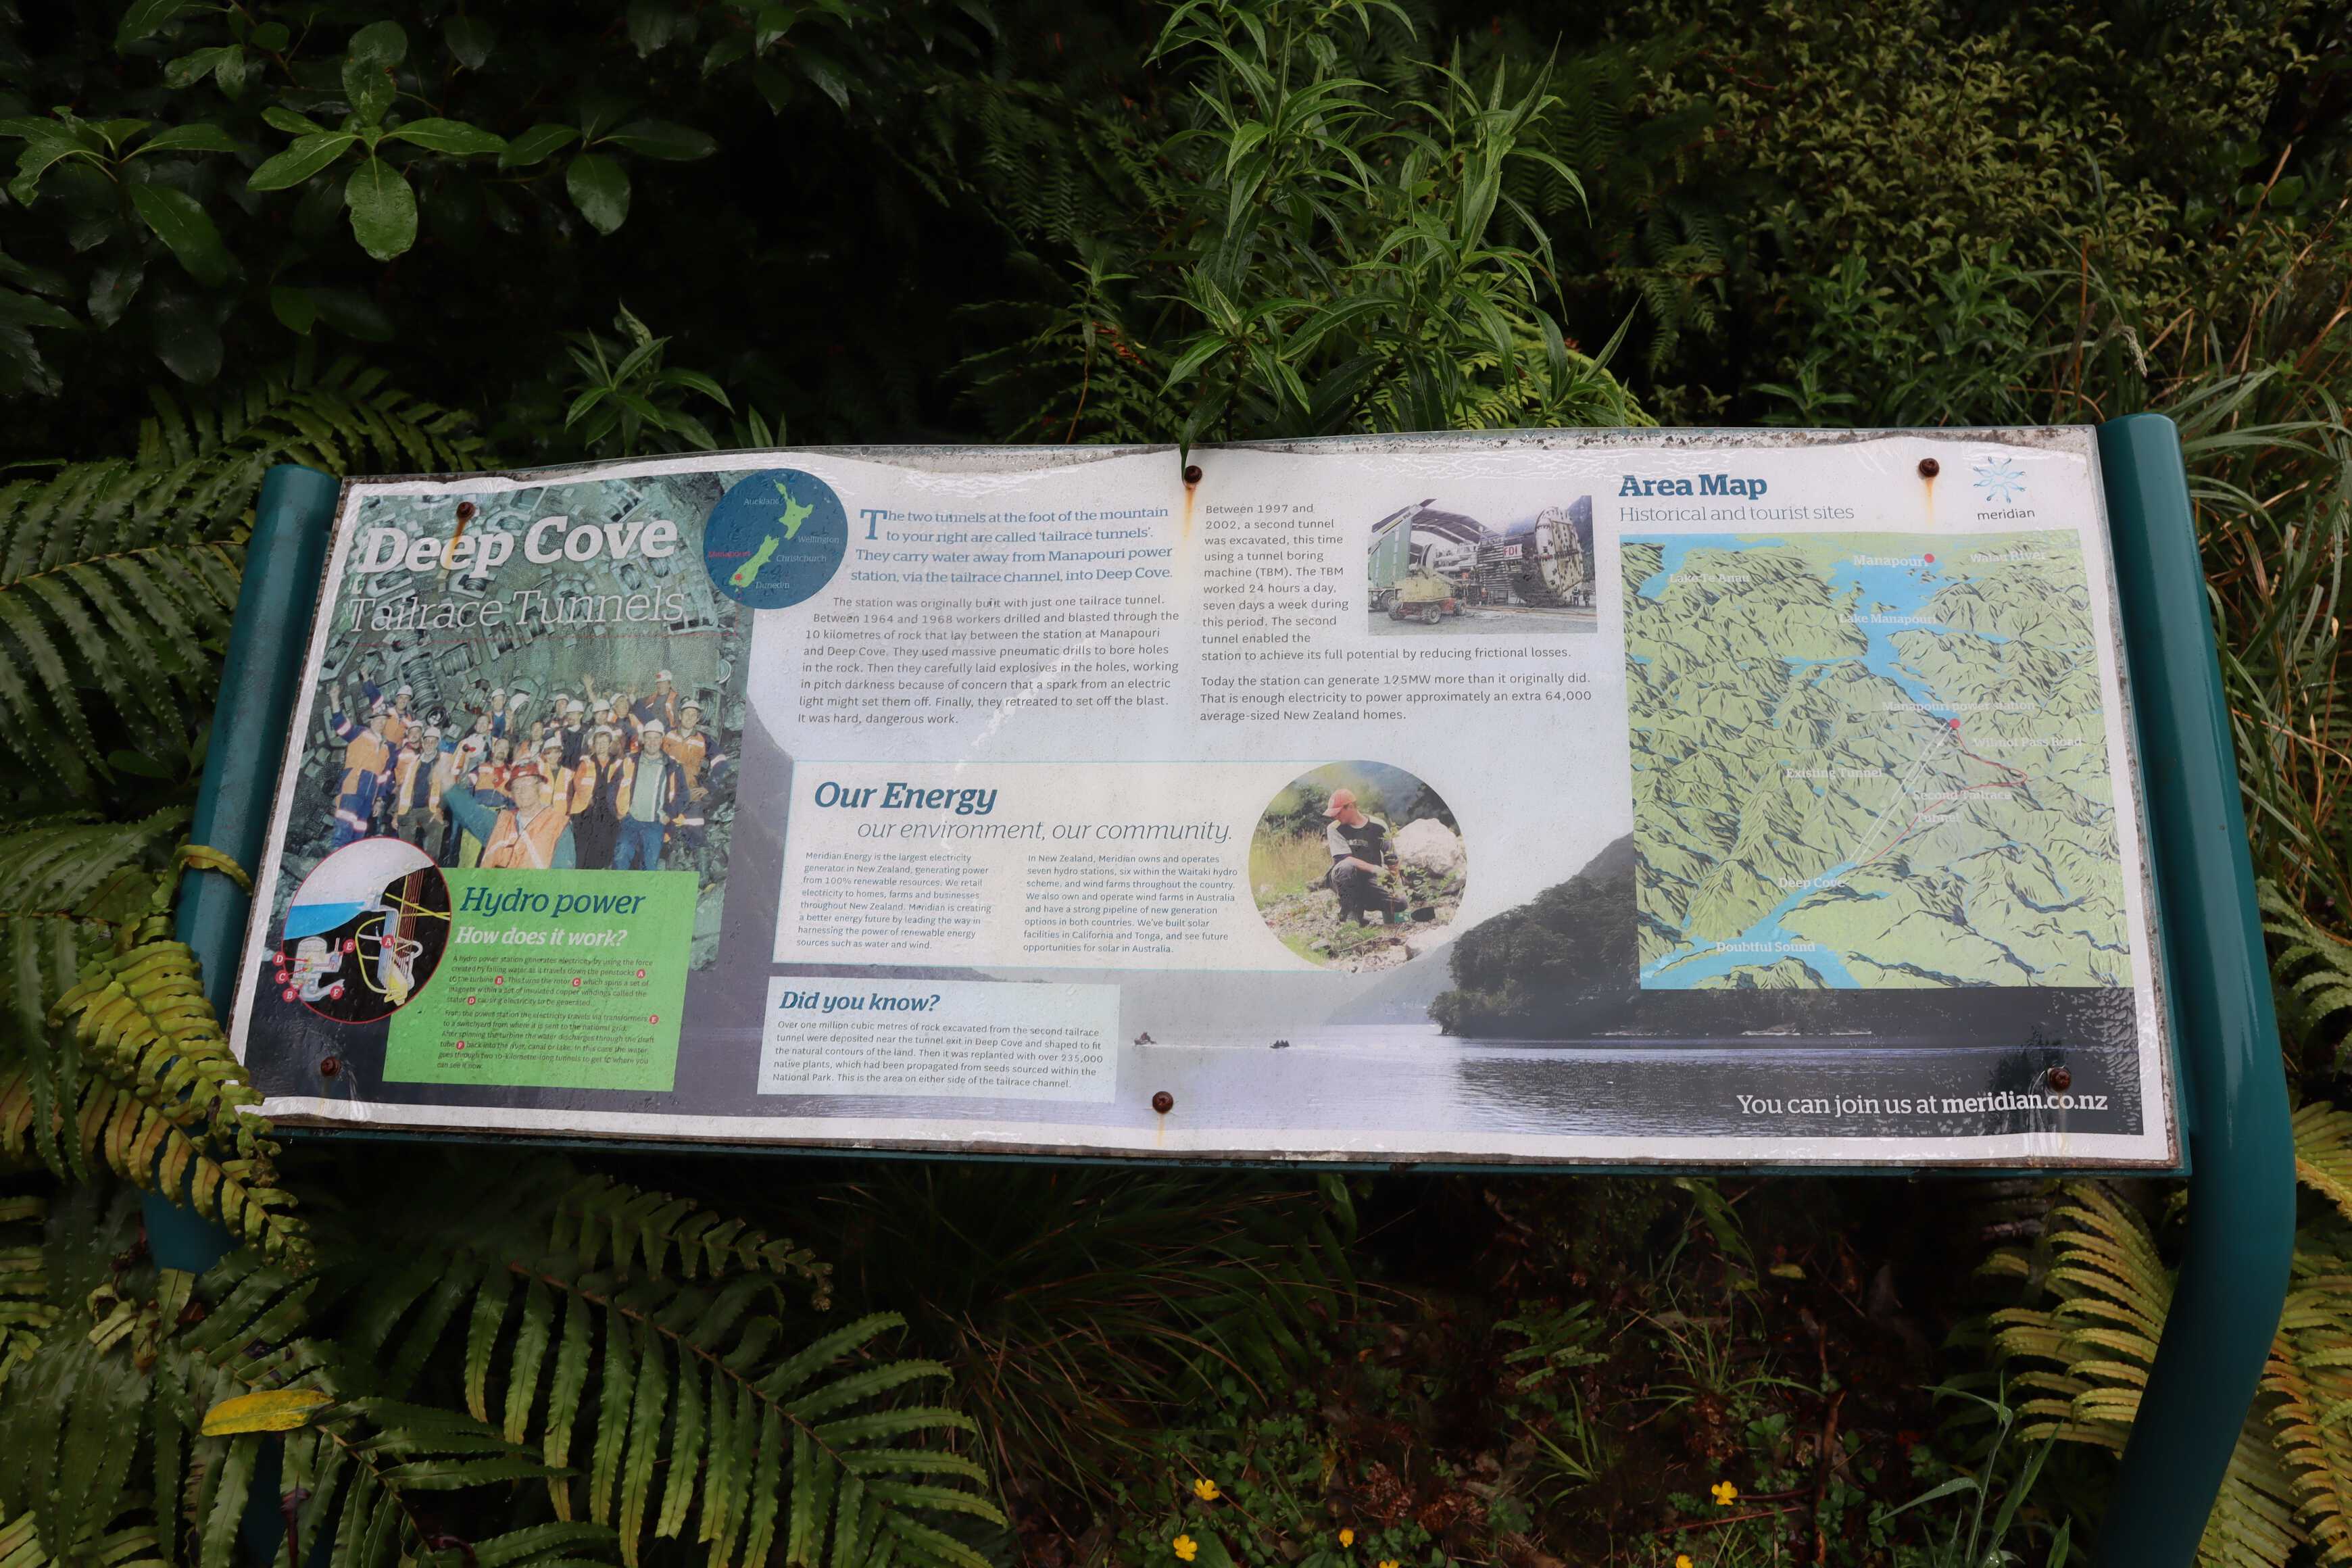 Deep Cove
Tailrace Tunnels
Auckland
Wellington
Christchurch
Manapouri
Dunedin
The two tunnels at the foot of the mountain
to your right are called 'tailrace tunnels'.
They carry water away from Manapouri power
station, via the tailrace channel, into Deep Cove.
The station was originally built with just one tailrace tunnel.
Between 1964 and 1968 workers drilled and blasted through the
10 kilometres of rock that lay between the station at Manapouri
and Deep Cove. They used massive pneumatic drills to bore holes
in the rock. Then they carefully laid explosives in the holes, working
in pitch darkness because of concern that a spark from an electric
light might set them off. Finally, they retreated to set off the blast.
It was hard, dangerous work.
Between 1997 and
2002, a second tunnel
was excavated, this time
using a tunnel boring
machine (TBM). The TBM
worked 24 hours a day,
seven days a week during
this period. The second
tunnel enabled the
station to achieve its full potential by reducing frictional losses.
Today the station can generate 125MW more than it originally did.
That is enough electricity to power approximately an extra 64,000
average-sized New Zealand homes.
Our Energy
our environment, our community.
Meridian Energy is the largest electricity
generator in New Zealand, generating power
from 100% renewable resources. We retail
electricity to homes, farms and businesses
throughout New Zealand. Meridian is creating
a better energy future by leading the way in
harnessing the power of renewable energy
sources such as water and wind.
In New Zealand, Meridian owns and operates
seven hydro stations, six within the Waitaki hydro
scheme, and wind farms throughout the country.
We also own and operate wind farms in Australia
and have a strong pipeline of new generation
options in both countries. We've built solar
facilities in California and Tonga, and see future
opportunities for solar in Australia.
Hydro power
How does it work?
A hydro power station generates electricity by using the force
created by falling water as it travels down the penstocks A
to the turbine B. This turns the rotor C which spins a set of
magnets within a set of insulated copper windings called the
stator D causing electricity to be generated.
From the power station the electricity travels via transformers E
to a switchyard from where it is sent to the national grid.
After spinning the turbine the water discharges through the draft
tube F back into the river, canal or lake. In this case the water
goes through two 10-kilometre-long tunnels to get to where you
can see it now.
A
E
D
C
B
F
Did you know?
Over one million cubic metres of rock excavated from the second tailrace
tunnel were deposited near the tunnel exit in Deep Cove and shaped to fit
the natural contours of the land. Then it was replanted with over 235,000
native plants, which had been propagated from seeds sourced within the
National Park. This is the area on either side of the tailrace channel.
Area Map
Historical and tourist sites
meridian
Lake Te Anau
Manapouri
Waiau River
Lake Manapouri
Manapouri power station
Wilmot Pass Road
Existing Tunnel
Second Tailrace
Tunnel
Deep Cove
Doubtful Sound
You can join us at meridian.co.nz